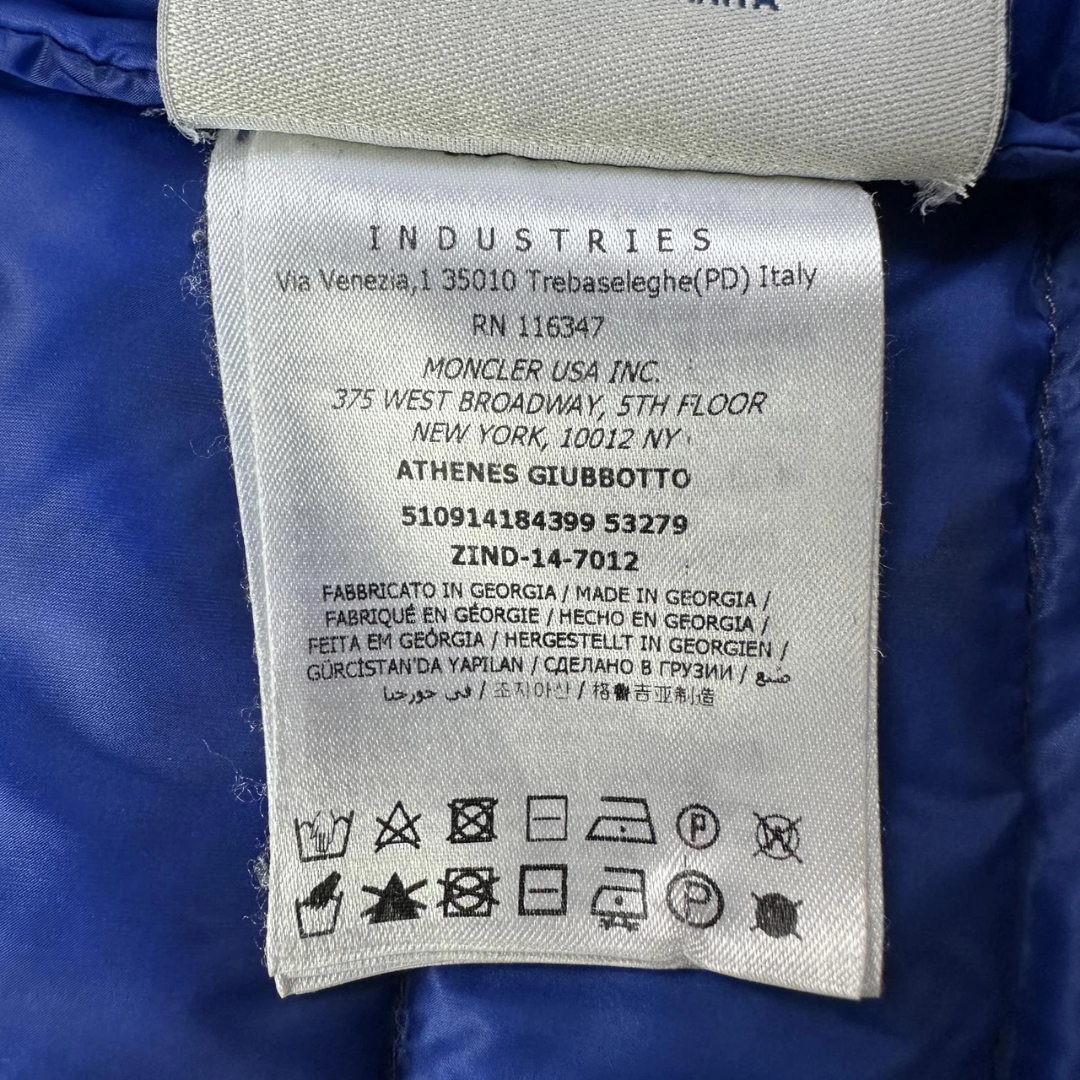 INDUSTRIES
Via Venezia,1 35010 Trebaseleghe(PD) Italy
RN 116347
MONCLER USA INC.
375 WEST BROADWAY, 5TH FLOOR
NEW YORK, 10012 NY
ATHENES GIUBBOTTO
510914184399 53279
ZIND-14-7012
FABBRICATO IN GEORGIA / MADE IN GEORGIA /
FABRIQUÉ EN GÉORGIE / HECHO EN GEORGIA /
FEITA EM GEÓRGIA / HERGESTELLT IN GEORGIEN /
GÜRCİSTAN'DA YAPILAN / СДЕЛАНО В ГРУЗИИ / صنع
في جورجيا / 조지아산 / 格鲁吉亚制造
P W
P